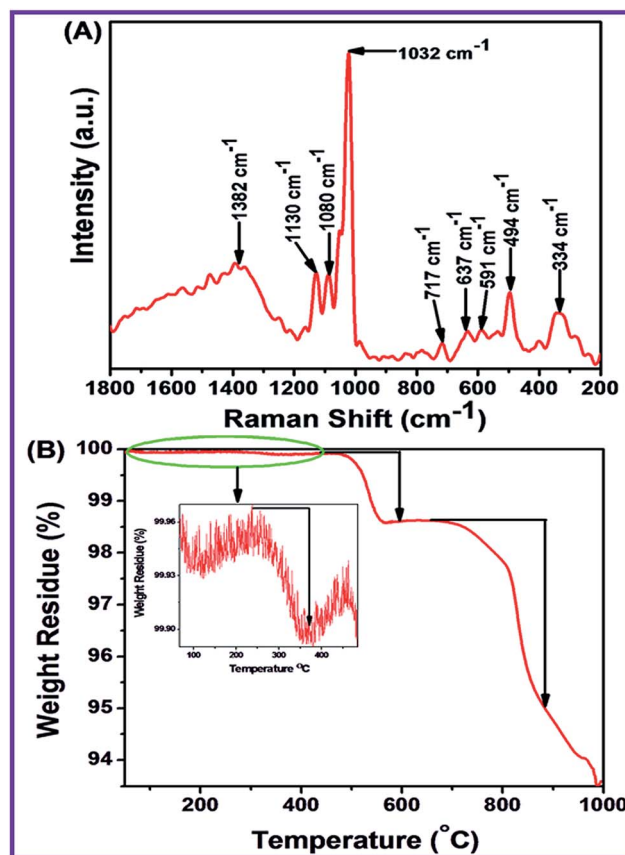 (A)
1032 cm⁻¹
1382 cm⁻¹
1130 cm⁻¹
1080 cm⁻¹
717 cm⁻¹
637 cm⁻¹
591 cm⁻¹
494 cm⁻¹
334 cm⁻¹
Intensity (a.u.)
1800 1600 1400 1200 1000 800 600 400 200
Raman Shift (cm⁻¹)
(B)
100
99
98
97
96
95
94
Weight Residue (%)
99.96
99.93
99.90
Weight Residue (%)
100 200 300 400
Temperature °C
200 400 600 800 1000
Temperature (°C)